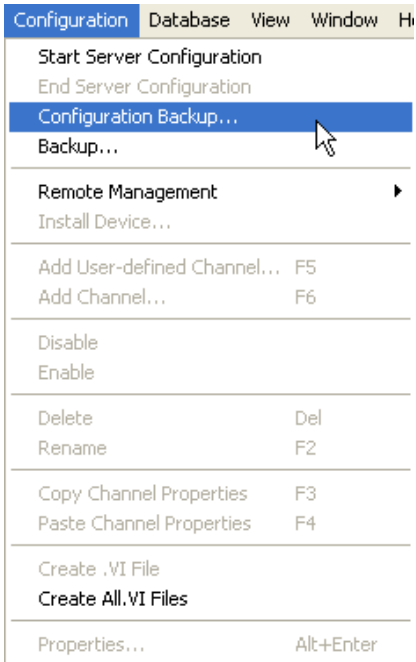 Configuration Database View Window
Start Server Configuration
End Server Configuration
Configuration Backup...
Backup...
Remote Management
Install Device...
Add User-defined Channel... F5
Add Channel... F6
Disable
Enable
Delete Del
Rename F2
Copy Channel Properties F3
Paste Channel Properties F4
Create .VI File
Create All.VI Files
Properties... Alt+Enter